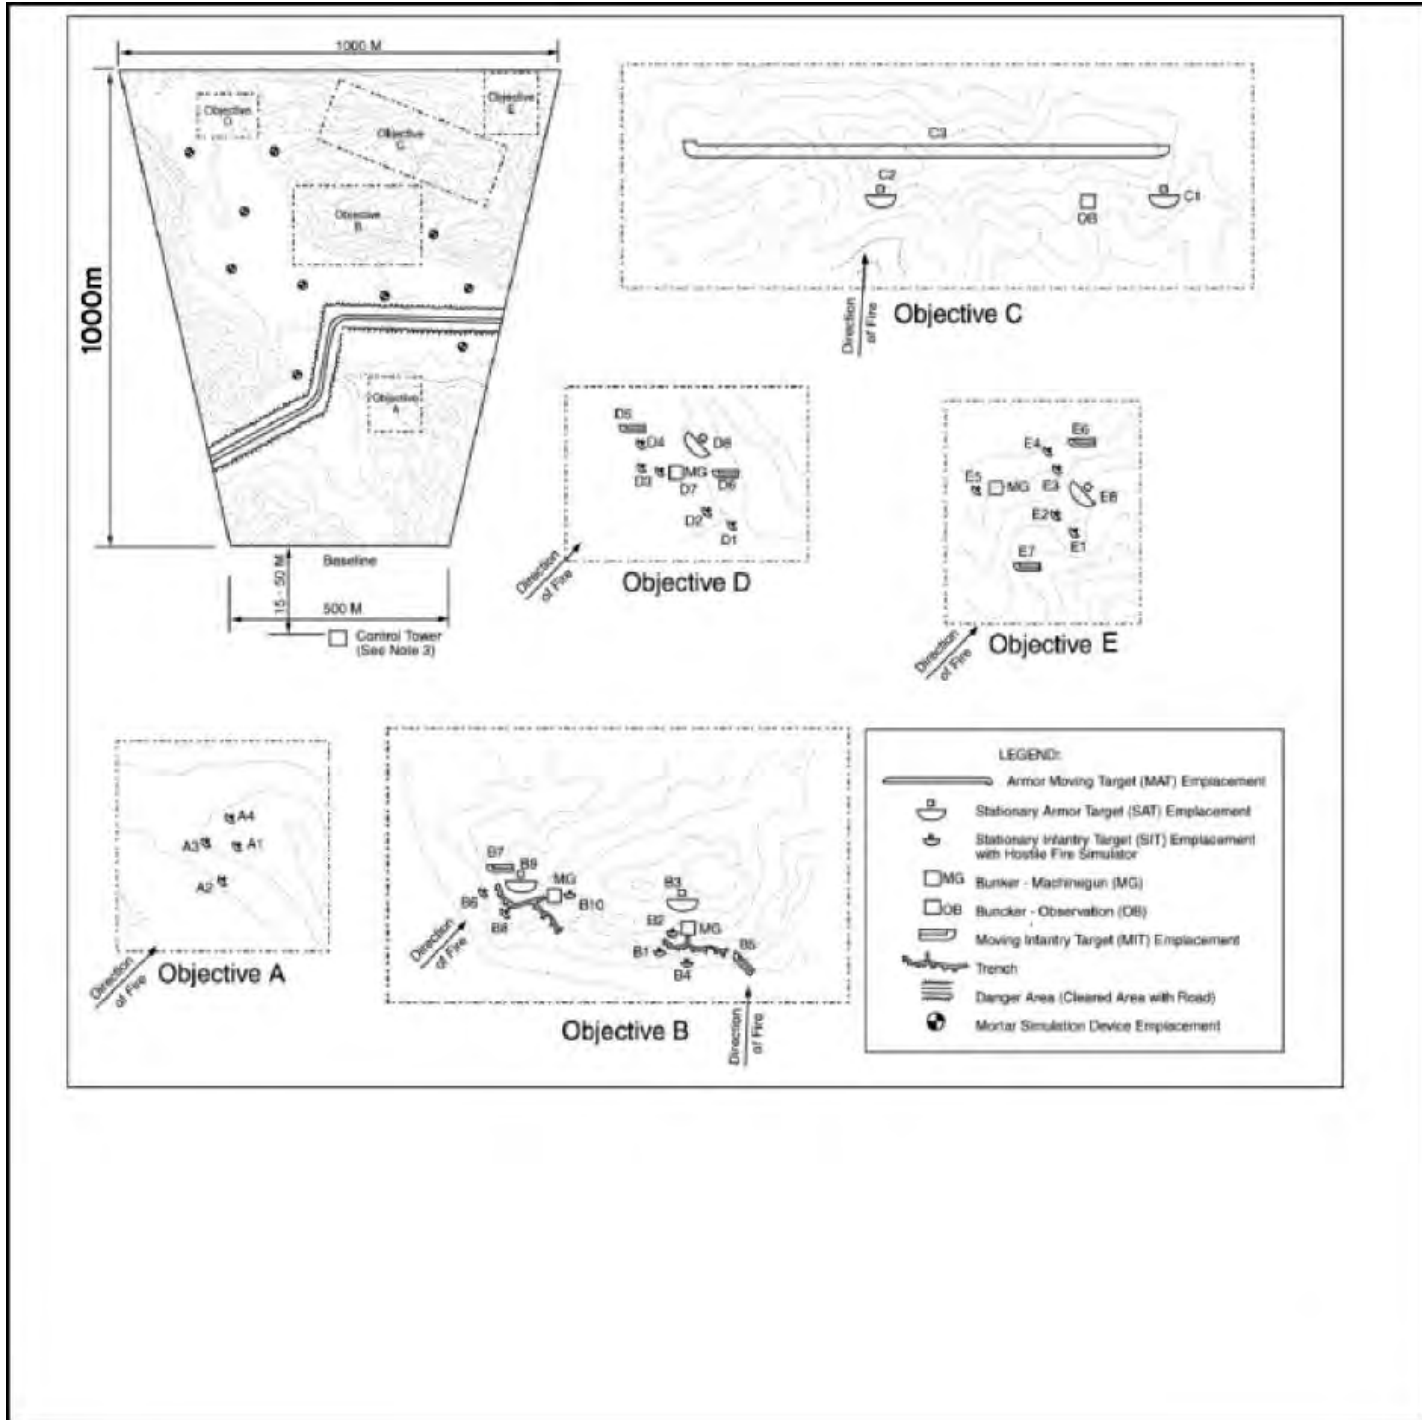 1000 M
Objective
D
Objective
E
Objective
C
Objective
B
1000m
Objective
A
Baseline
15 - 50 M
500 M
Control Tower
(See Note 3)
C3
C2
OB
C1
Direction
of Fire
Objective C
D5
D4
D8
D3
MG
D7
D6
D2
D1
Direction
of Fire
Objective D
E6
E4
E5
MG
E3
E8
E2
E1
E7
Direction
of Fire
Objective E
A4
A3
A1
A2
Direction
of Fire
Objective A
B7
B9
MG
B6
B10
B8
B3
B2
MG
B1
B4
B5
Direction
of Fire
Direction
of Fire
Objective B
LEGEND:
Armor Moving Target (MAT) Emplacement
Stationary Armor Target (SAT) Emplacement
Stationary Infantry Target (SIT) Emplacement
with Hostile Fire Simulator
MG Bunker - Machinegun (MG)
OB Buncker - Observation (OB)
Moving Infantry Target (MIT) Emplacement
Trench
Danger Area (Cleared Area with Road)
Mortar Simulation Device Emplacement